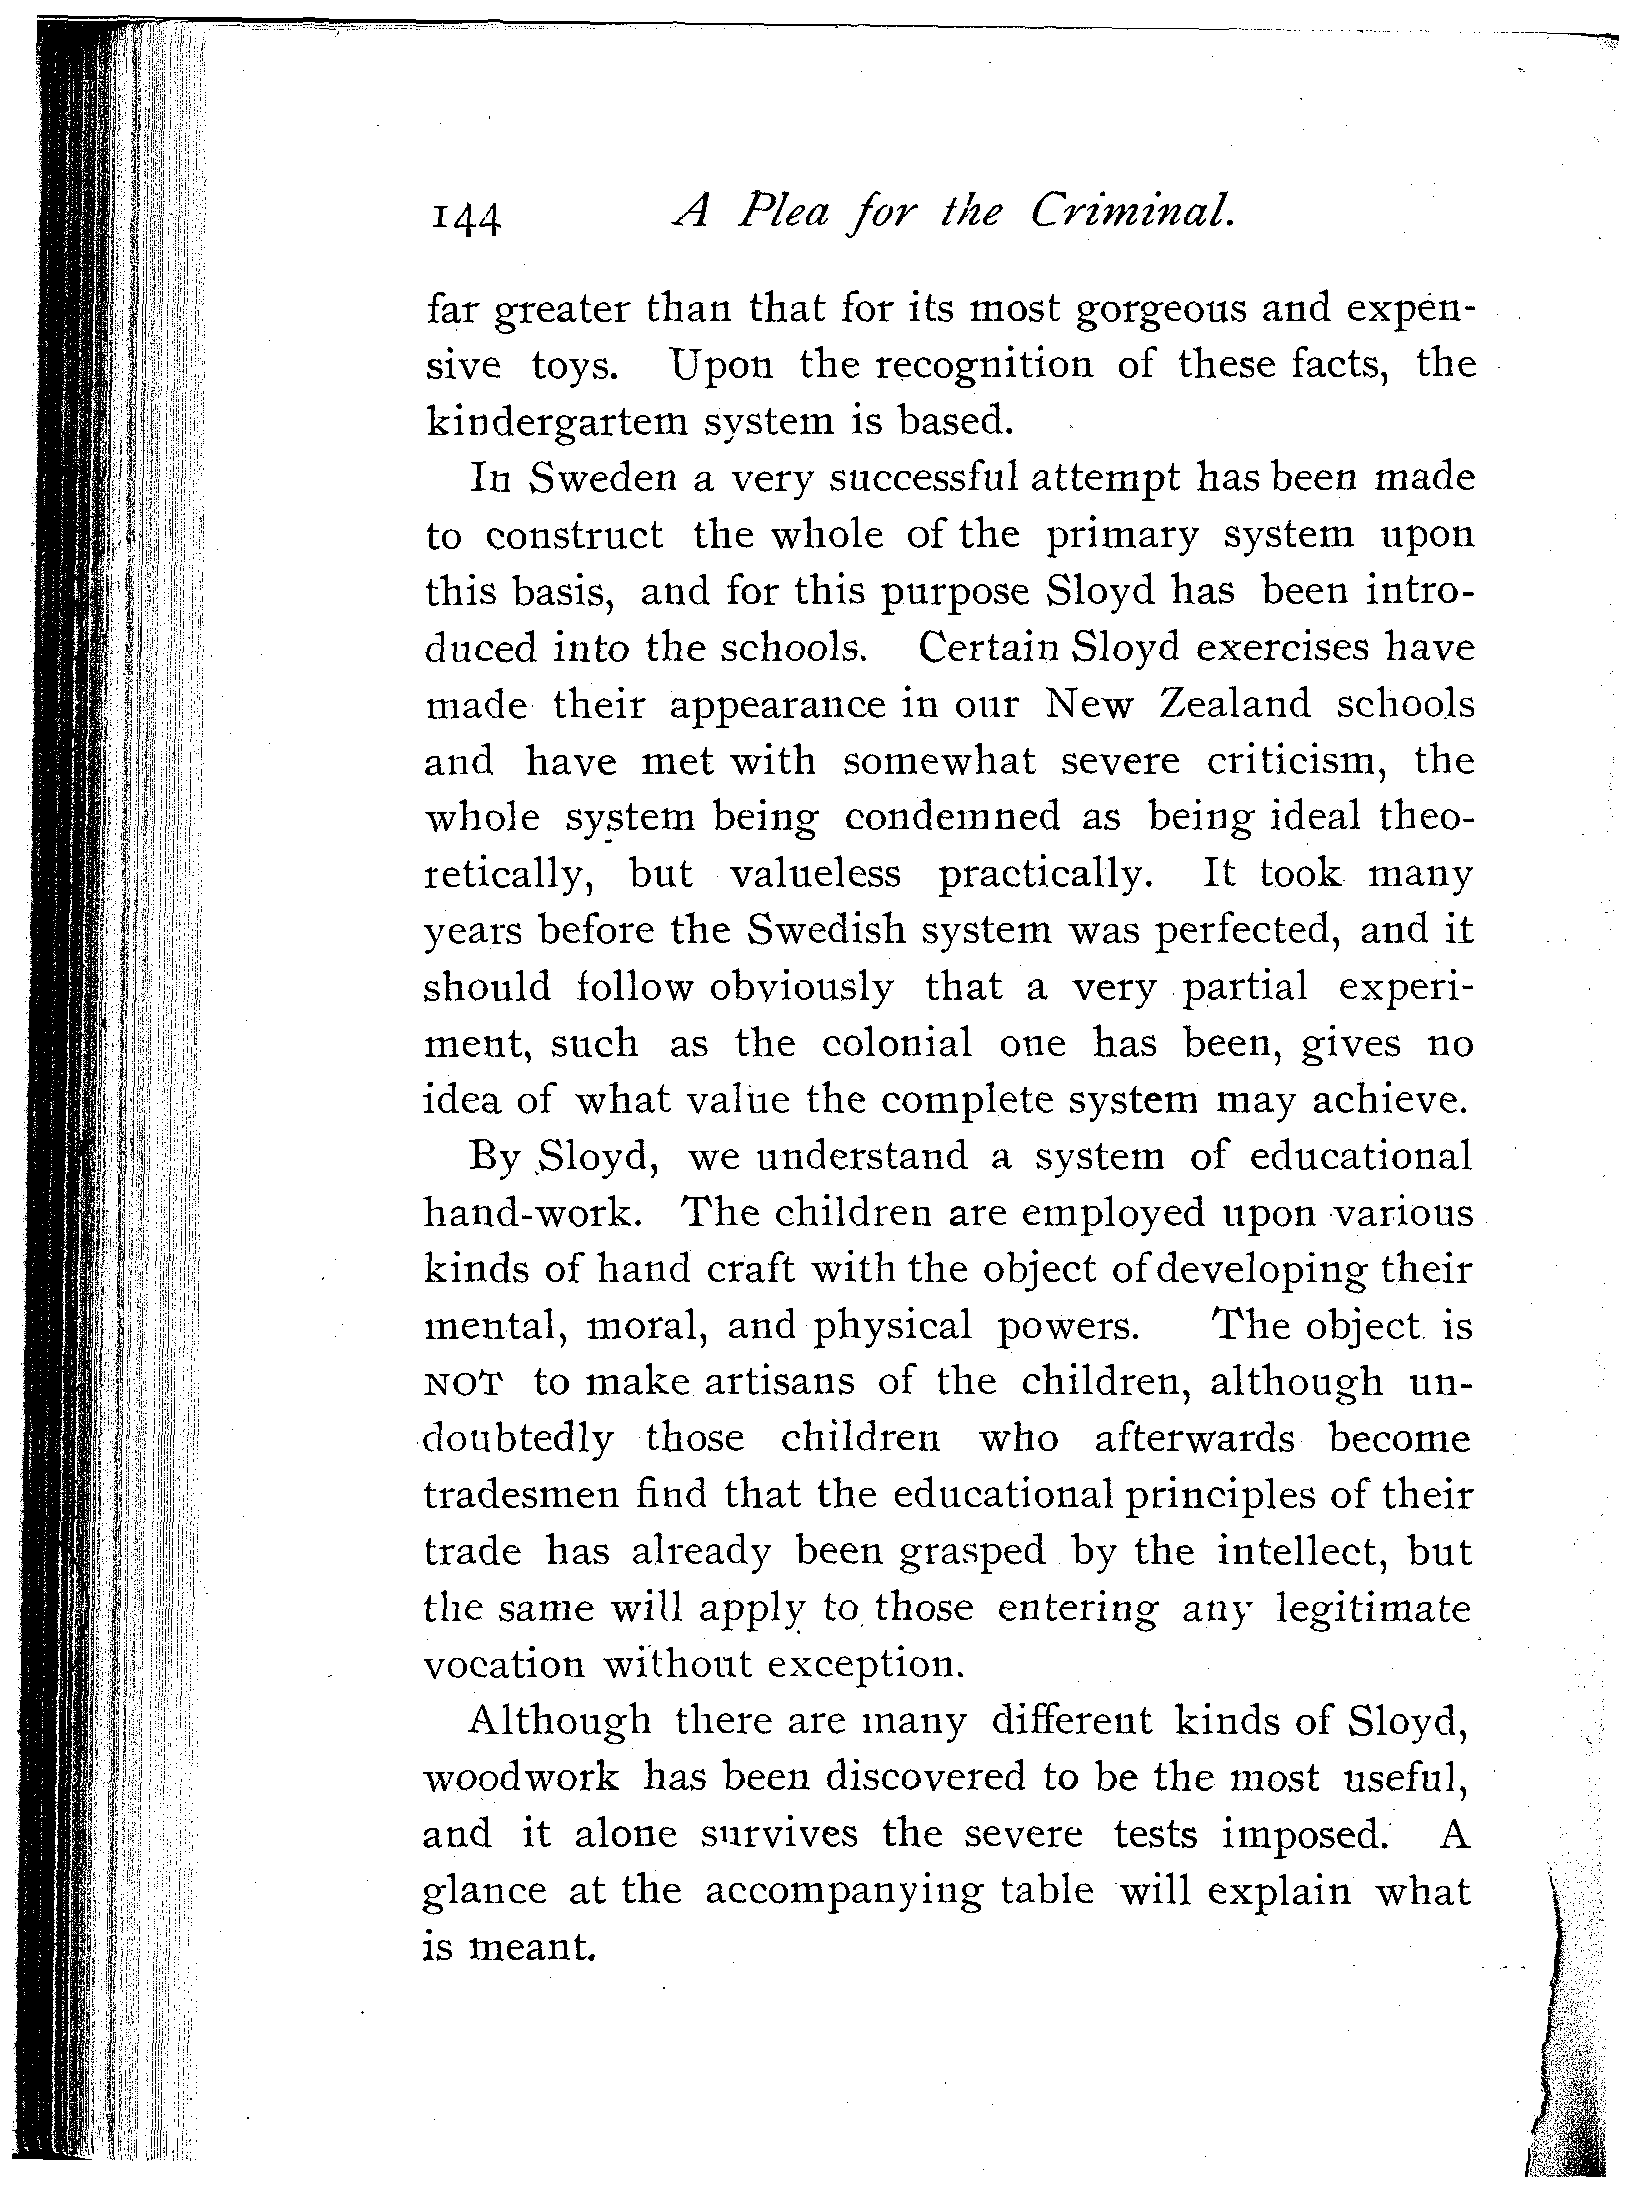 144 A Plea for the Criminal.
far greater than that for its most gorgeous and expen-
sive toys. Upon the recognition of these facts, the
kindergartem system is based.
In Sweden a very successful attempt has been made
to construct the whole of the primary system upon
this basis, and for this purpose Sloyd has been intro-
duced into the schools. Certain Sloyd exercises have
made their appearance in our New Zealand schools
and have met with somewhat severe criticism, the
whole system being condemned as being ideal theo-
retically, but valueless practically. It took many
years before the Swedish system was perfected, and it
should follow obviously that a very partial experi-
ment, such as the colonial one has been, gives no
idea of what value the complete system may achieve.
By Sloyd, we understand a system of educational
hand-work. The children are employed upon various
kinds of hand craft with the object of developing their
mental, moral, and physical powers. The object is
NOT to make artisans of the children, although un-
doubtedly those children who afterwards become
tradesmen find that the educational principles of their
trade has already been grasped by the intellect, but
the same will apply to those entering any legitimate
vocation without exception.
Although there are many different kinds of Sloyd,
woodwork has been discovered to be the most useful,
and it alone survives the severe tests imposed. A
glance at the accompanying table will explain what
is meant.